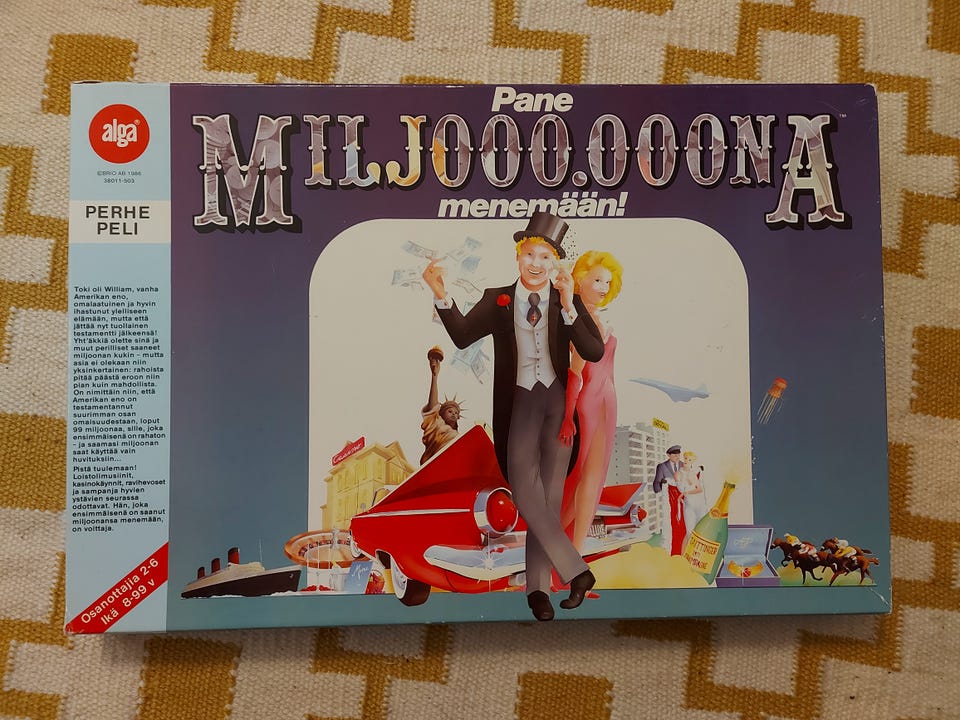 alga®
©BRIO AB 1986
38011-503
PERHE
PELI
Pane
MILJOOO.OOONA™
menemään!
Toki oli William, vanha
Amerikan eno,
omalaatuinen ja hyvin
ihastunut ylelliseen
elämään, mutta että
jättää nyt tuollainen
testamentti jälkeensä!
Yht'äkkiä olette sinä ja
muut perilliset saaneet
miljoonan kukin - mutta
asia ei olekaan niin
yksinkertainen: rahoista
pitää päästä eroon niin
pian kuin mahdollista.
On nimittäin niin, että
Amerikan eno on
testamentannut
suurimman osan
omaisuudestaan, loput
99 miljoonaa, sille, joka
ensimmäisenä on rahaton
- ja saamasi miljoonan
saat käyttää vain
huvituksiin...
Pistä tuulemaan!
Loistolimusiinit,
kasinokäynnit, ravihevoset
ja sampanja hyvien
ystävien seurassa
odottavat. Hän, joka
ensimmäisenä on saanut
miljoonansa menemään,
on voittaja.
Osanottajia 2-6
Ikä 8-99 v
Casino
TAITTINGER